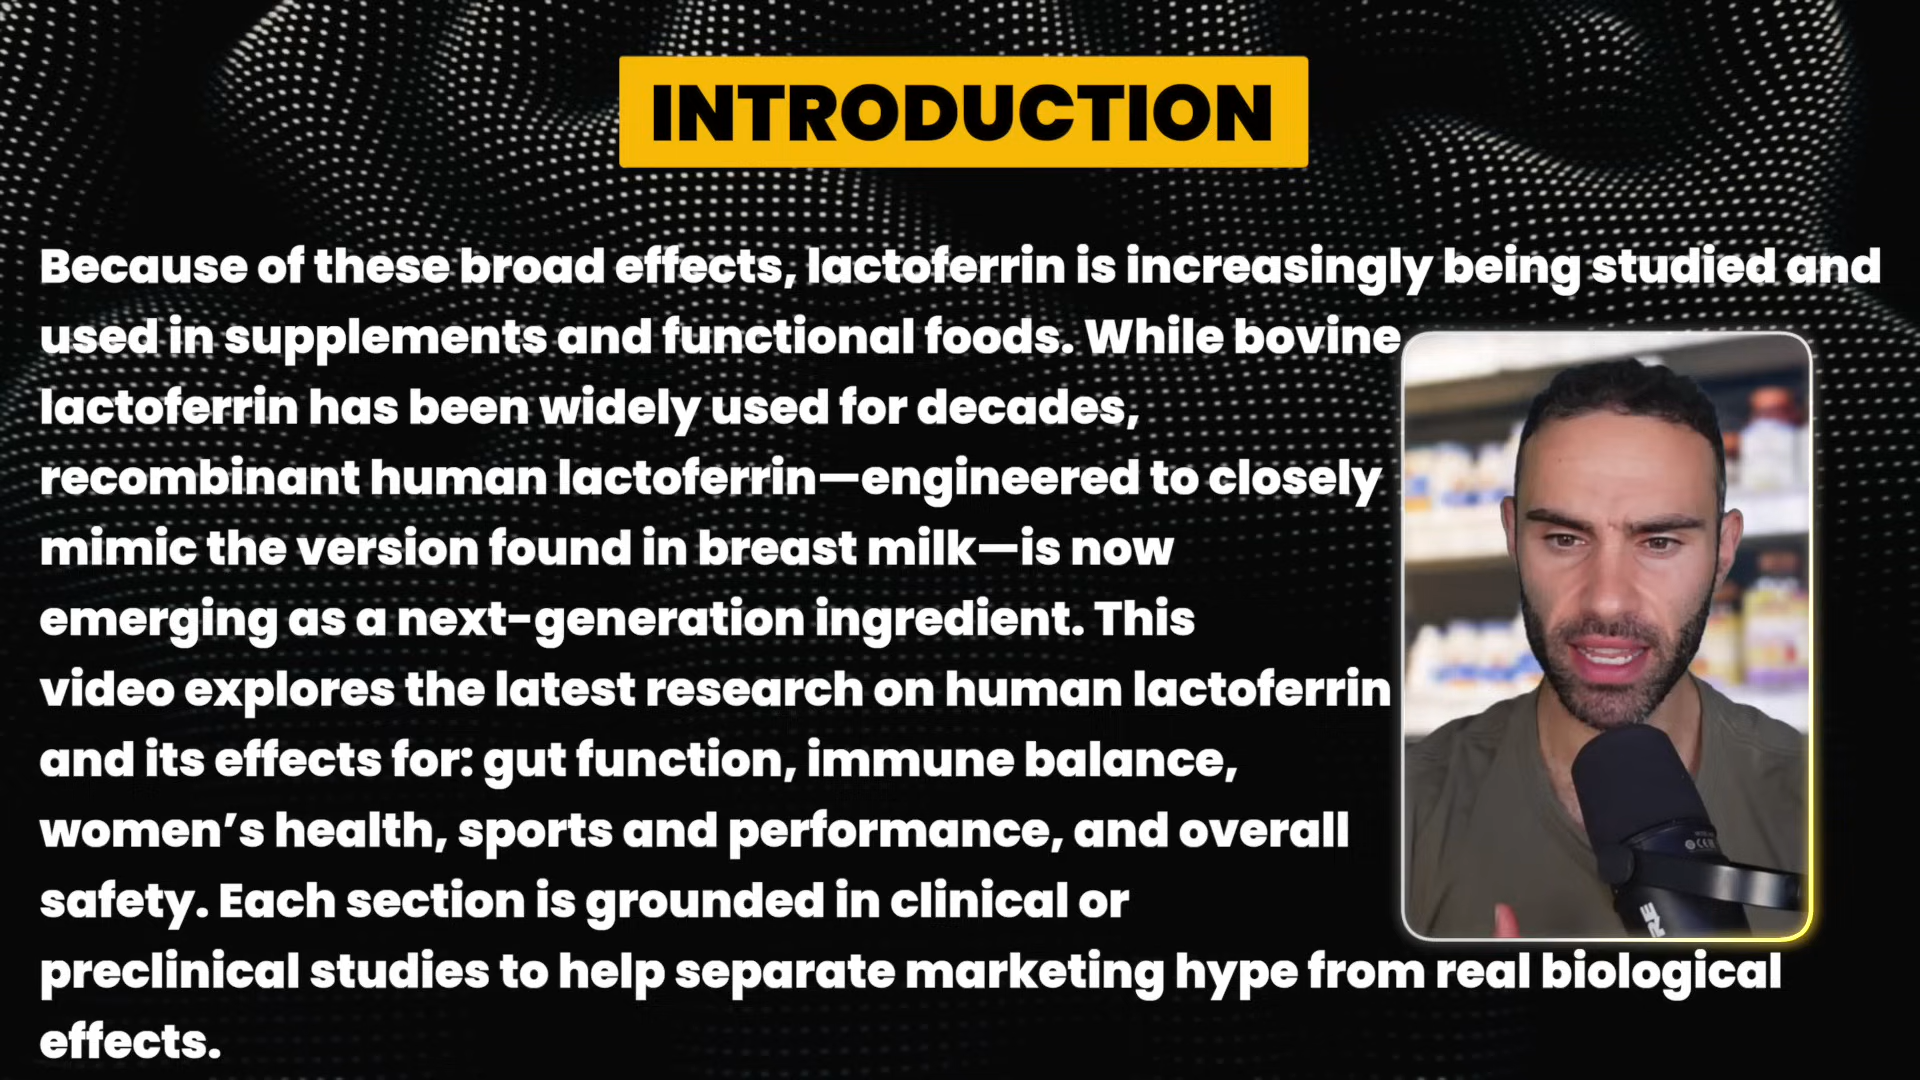 INTRODUCTION
Because of these broad effects, lactoferrin is increasingly being studied and
used in supplements and functional foods. While bovine
lactoferrin has been widely used for decades,
recombinant human lactoferrin—engineered to closely
mimic the version found in breast milk—is now
emerging as a next-generation ingredient. This
video explores the latest research on human lactoferrin
and its effects for: gut function, immune balance,
women’s health, sports and performance, and overall
safety. Each section is grounded in clinical or
preclinical studies to help separate marketing hype from real biological
effects.